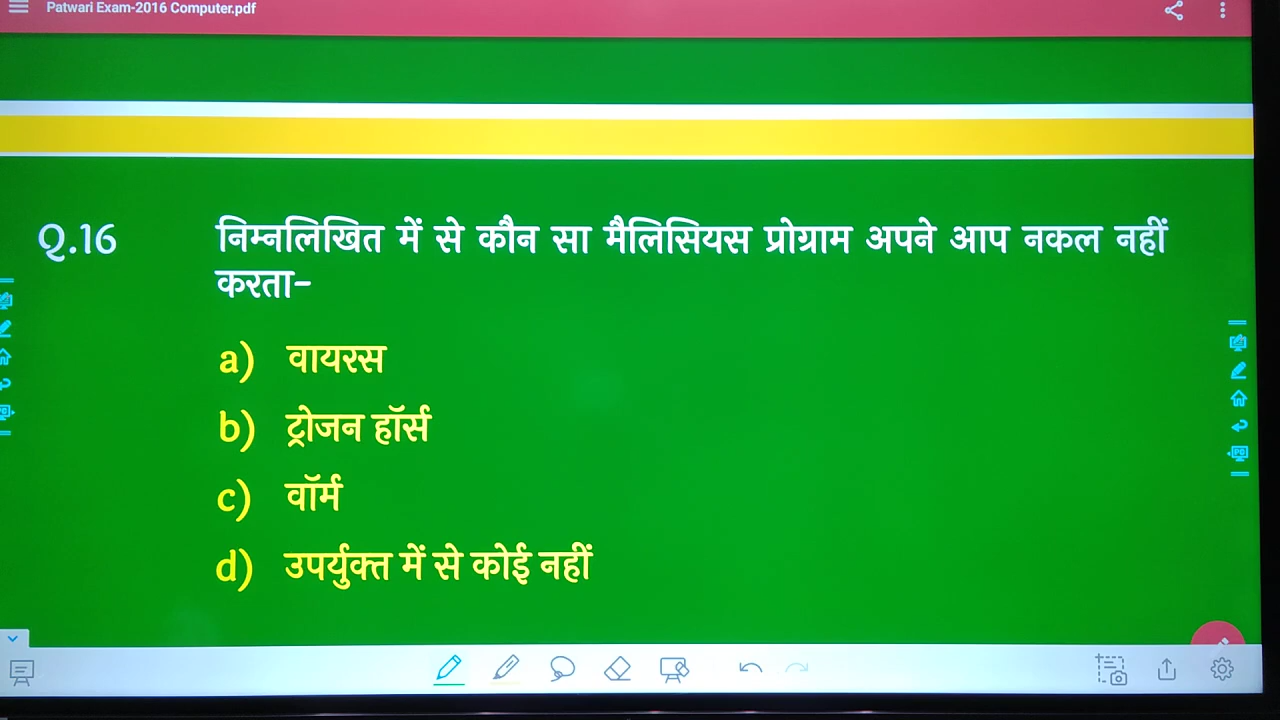 Patwari Exam-2016 Computer.pdf
Q.16 निम्नलिखित में से कौन सा मैलिसियस प्रोग्राम अपने आप नकल नहीं
करता-
a) वायरस
b) ट्रोजन हॉर्स
c) वॉर्म
d) उपर्युक्त में से कोई नहीं